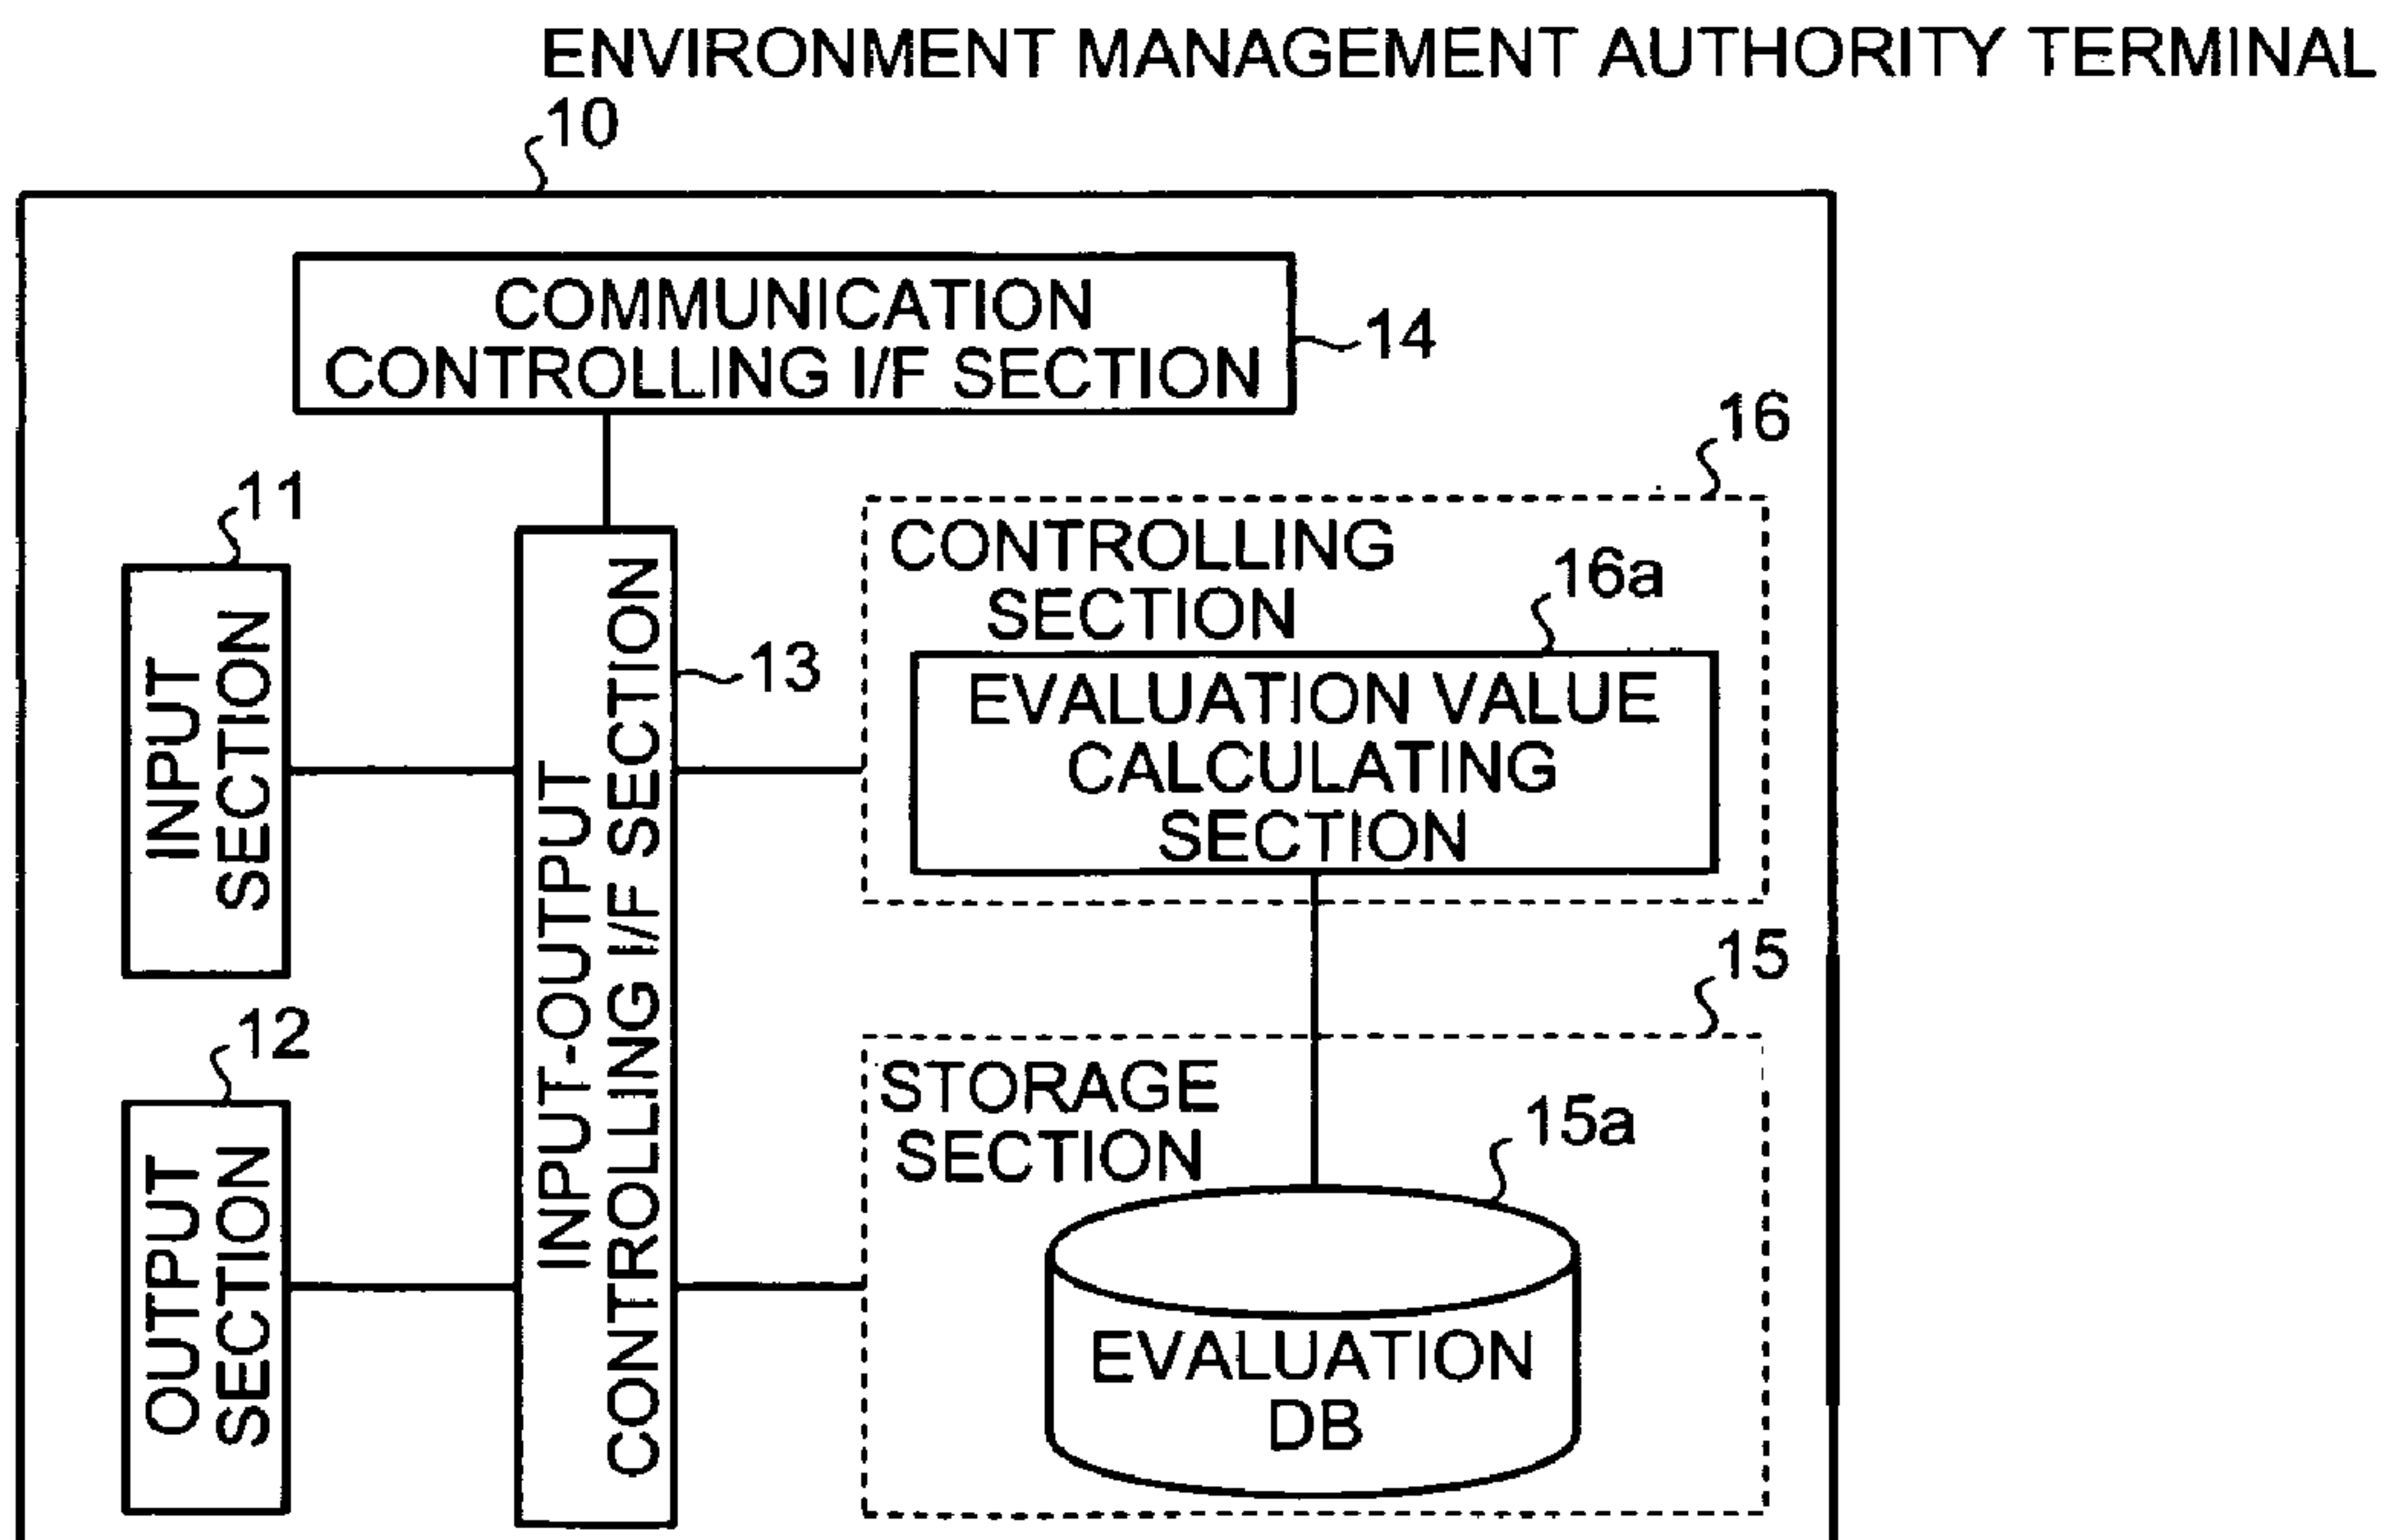 ENVIRONMENT MANAGEMENT AUTHORITY TERMINAL
10
COMMUNICATION
CONTROLLING I/F SECTION
14
16
11
CONTROLLING
SECTION
16a
INPUT
SECTION
INPUT-OUTPUT
CONTROLLING I/F SECTION
13
EVALUATION VALUE
CALCULATING
SECTION
15
12
STORAGE
SECTION
15a
OUTPUT
SECTION
EVALUATION
DB